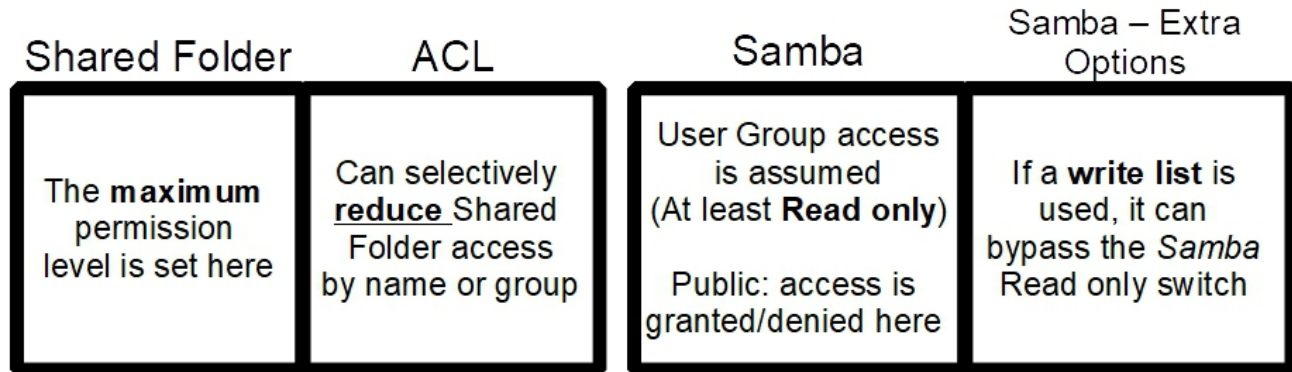 Shared Folder
The maximum
permission
level is set here
ACL
Can selectively
reduce Shared
Folder access
by name or group
Samba
User Group access
is assumed
(At least Read only)
Public: access is
granted/denied here
Samba – Extra
Options
If a write list is
used, it can
bypass the Samba
Read only switch